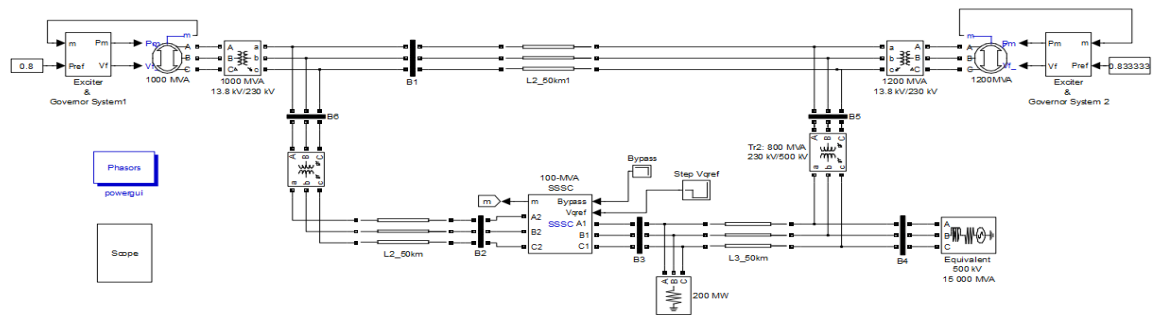 m
Pref
Pm
Vf
0.8
Exciter
&
Governor System1
m
Pm
Vf_
A
B
C
1000 MVA
A
B
C
a
b
c
1000 MVA
13.8 kV/230 kV
B1
L2_50km1
a
b
c
A
B
C
1200 MVA
13.8 kV/230 kV
m
Pm
Vf_
A
B
C
1200MVA
Pm
Vf
m
Pref
0.833333
Exciter
&
Governor System 2
B6
A
B
C
a
b
c
B5
A
B
C
a
b
c
Tr2: 800 MVA
230 kV/500 kV
Phasors
powergui
Scope
Bypass
Step Vqref
100-MVA
SSSC
m
m
Bypass
Vqref
SSSC
A2
B2
C2
A1
B1
C1
L2_50km
B2
B3
L3_50km
B4
A
B
C
200 MW
A
B
C
Equivalent
500 kV
15 000 MVA